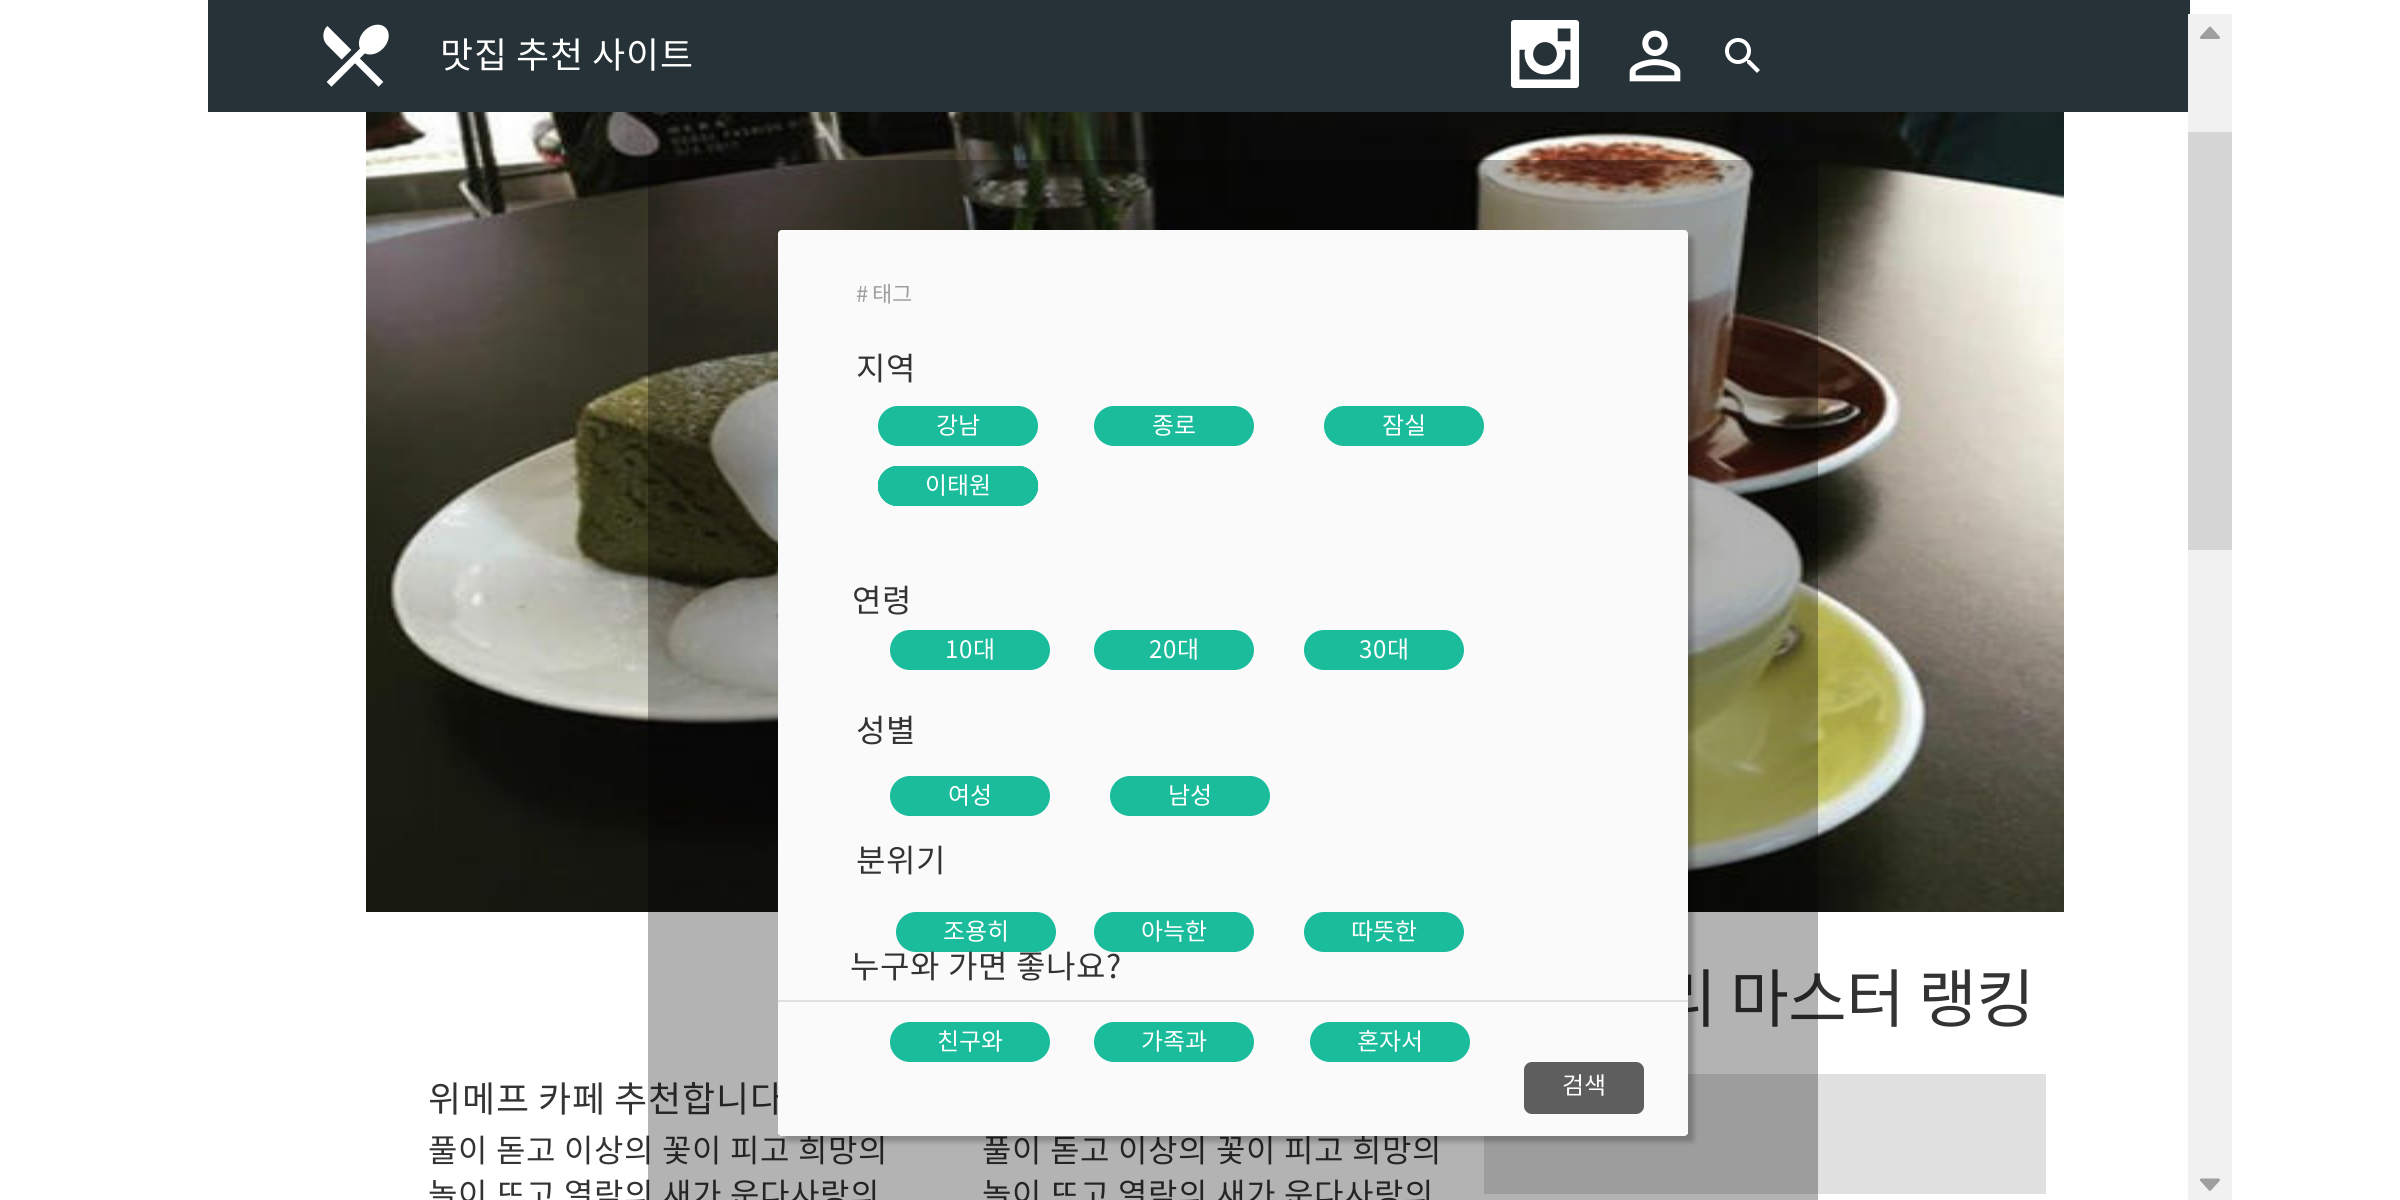 맛집 추천 사이트
# 태그
지역
강남 종로 잠실
이태원
연령
10대 20대 30대
성별
여성 남성
분위기
조용히 아늑한 따뜻한
누구와 가면 좋나요?
친구와 가족과 혼자서
검색
마스터 랭킹
위메프 카페 추천합니다
풀이 돋고 이상의 꽃이 피고 희망의
놀이 뜨고 열락의 새가 운다사랑의
풀이 돋고 이상의 꽃이 피고 희망의
놀이 뜨고 열락의 새가 운다사랑의